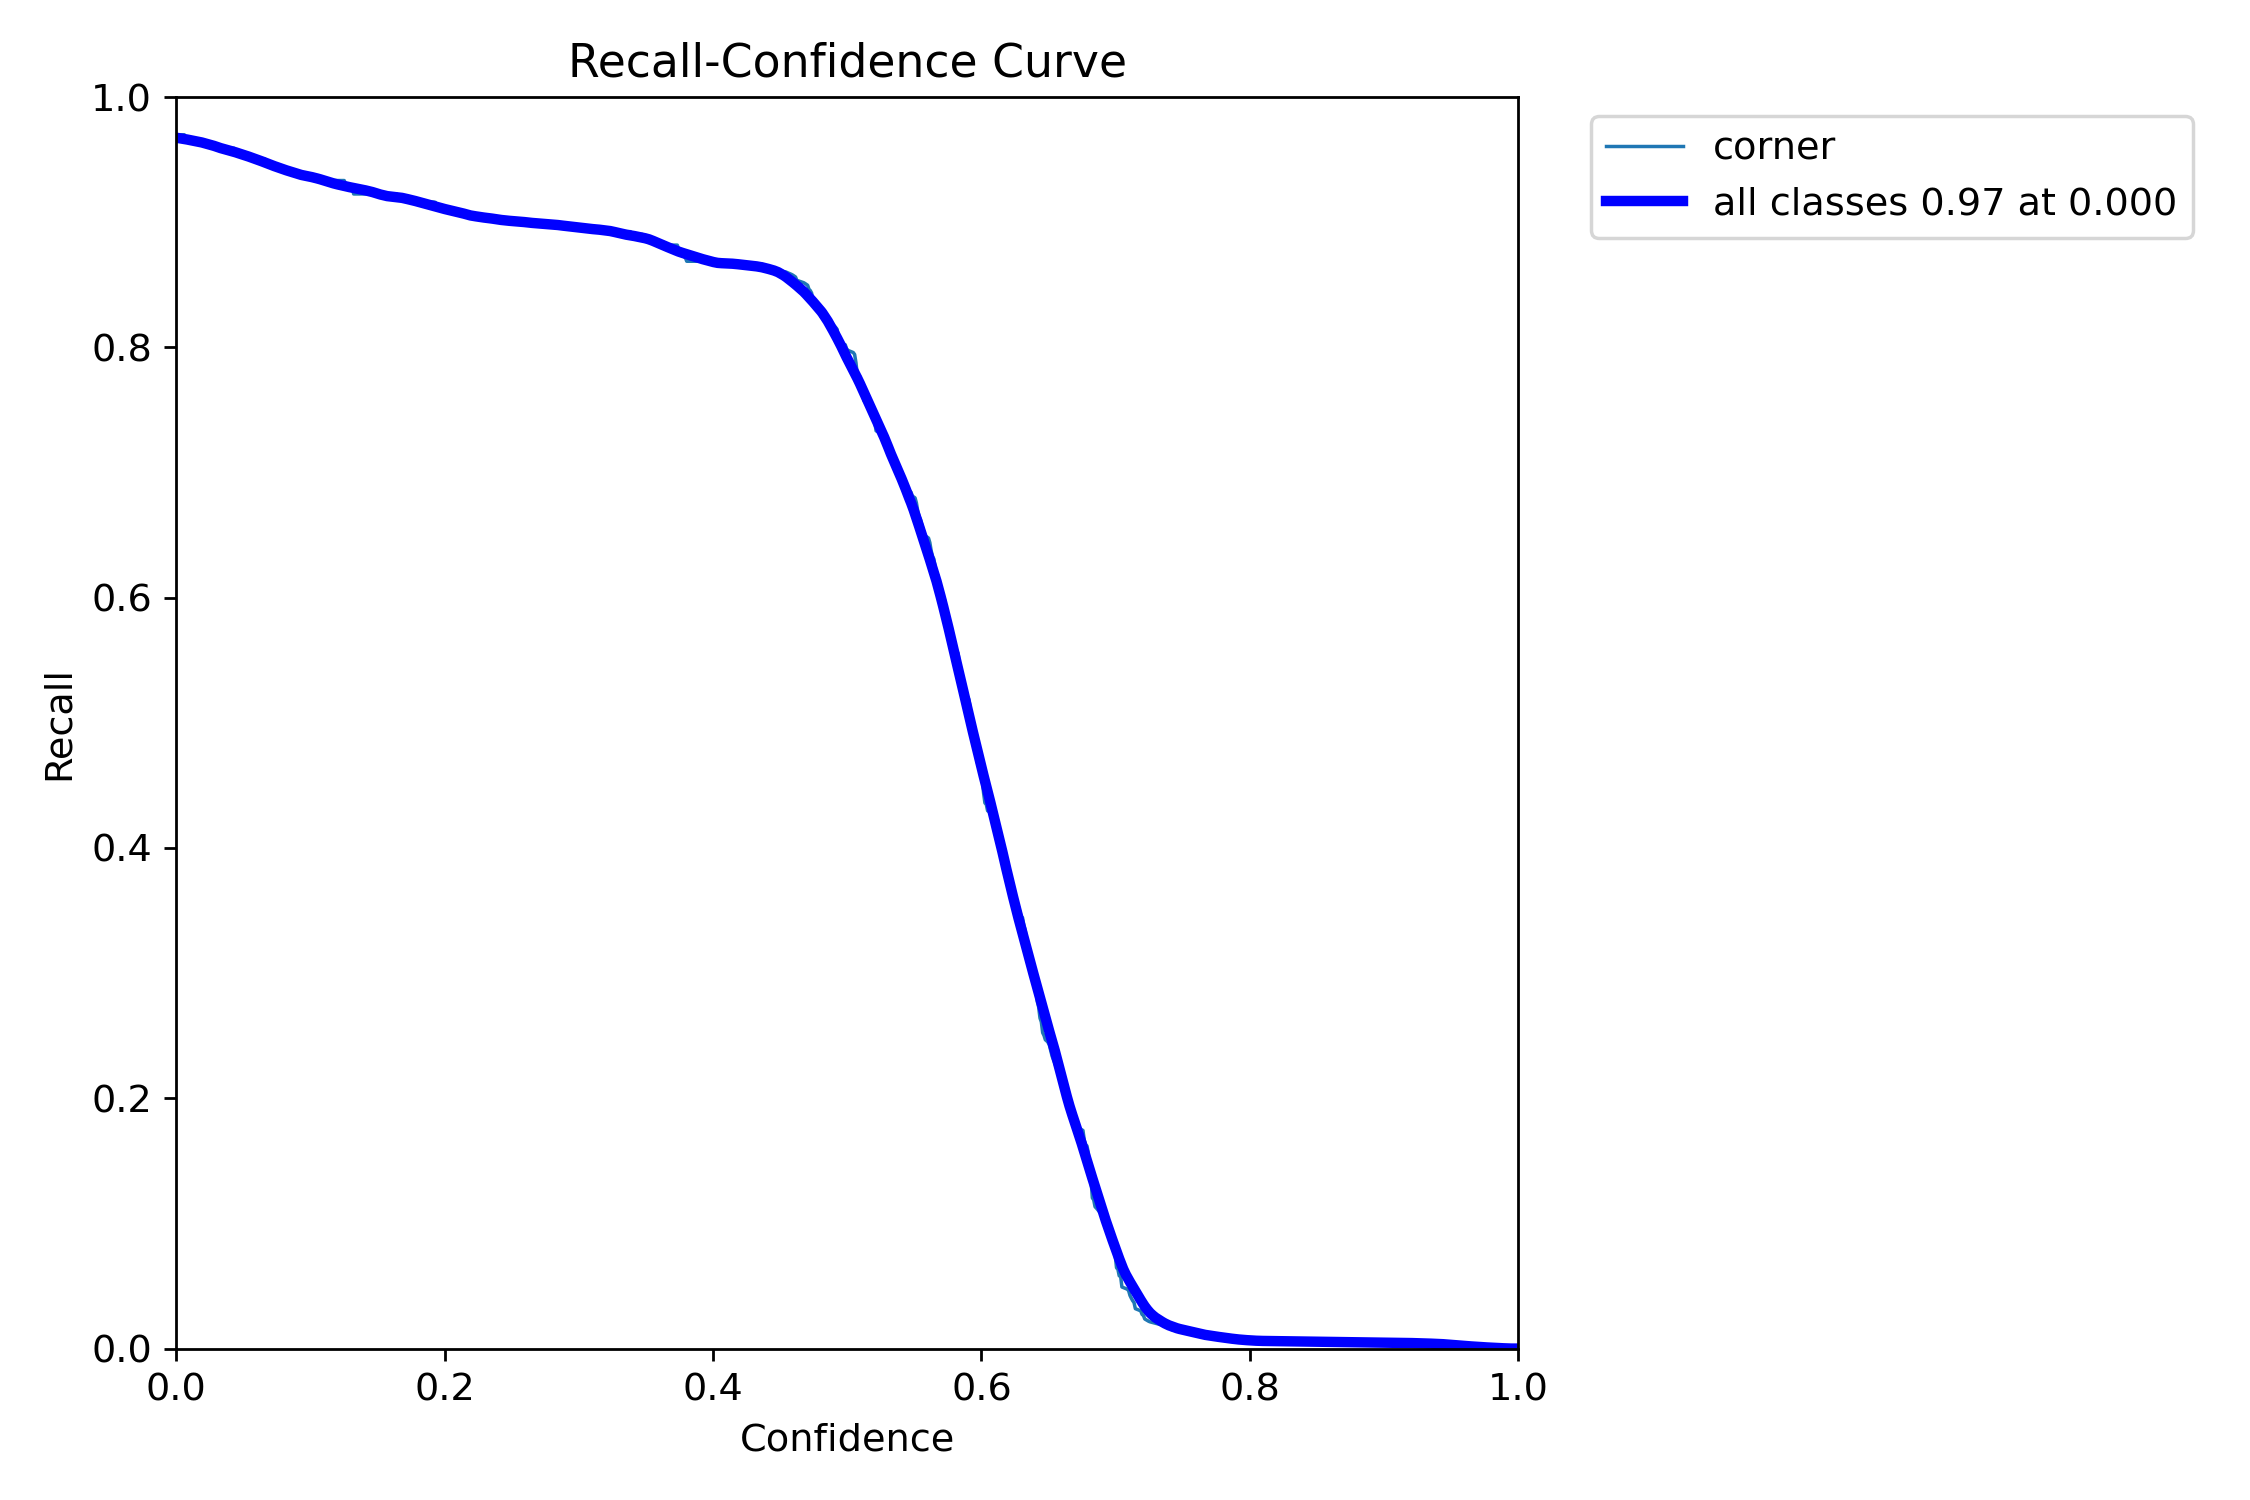 Recall-Confidence Curve
1.0
0.8
0.6
0.4
0.2
0.0
Recall
0.0 0.2 0.4 0.6 0.8 1.0
Confidence
corner
all classes 0.97 at 0.000